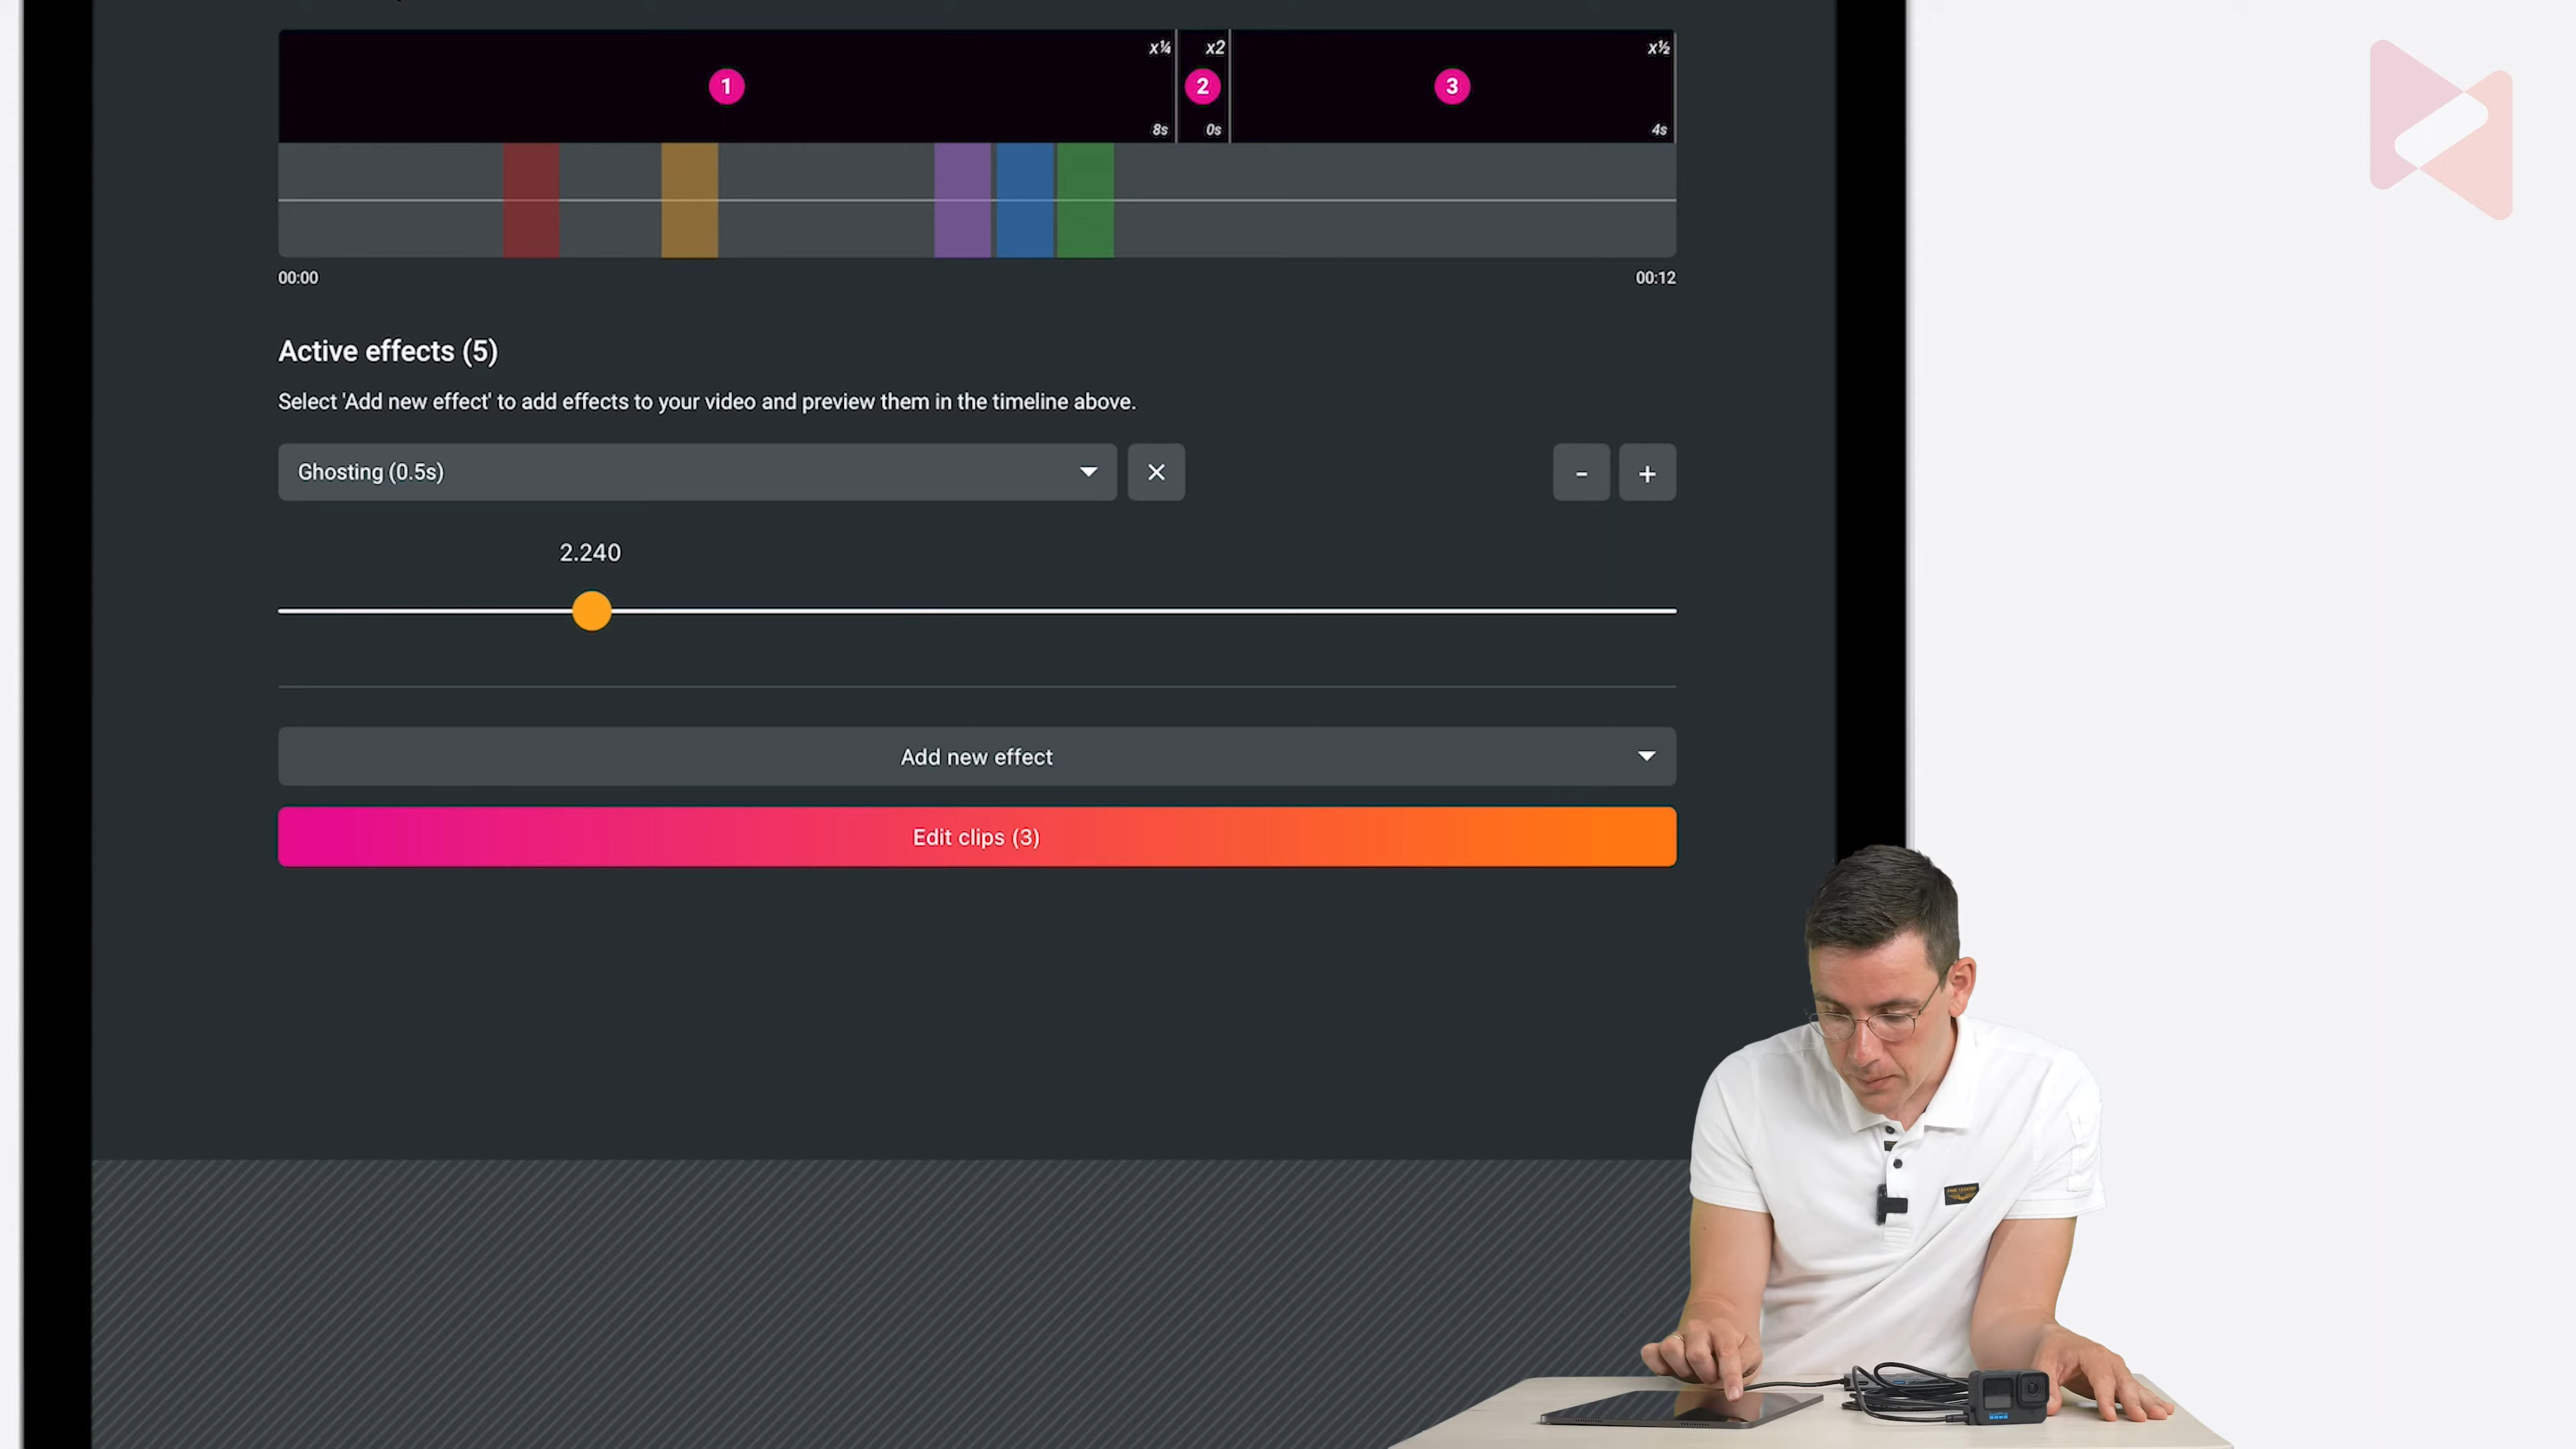 x¼
x2
x½
1
2
3
8s
0s
4s
00:00
00:12
Active effects (5)
Select 'Add new effect' to add effects to your video and preview them in the timeline above.
Ghosting (0.5s)
-
+
2.240
Add new effect
Edit clips (3)